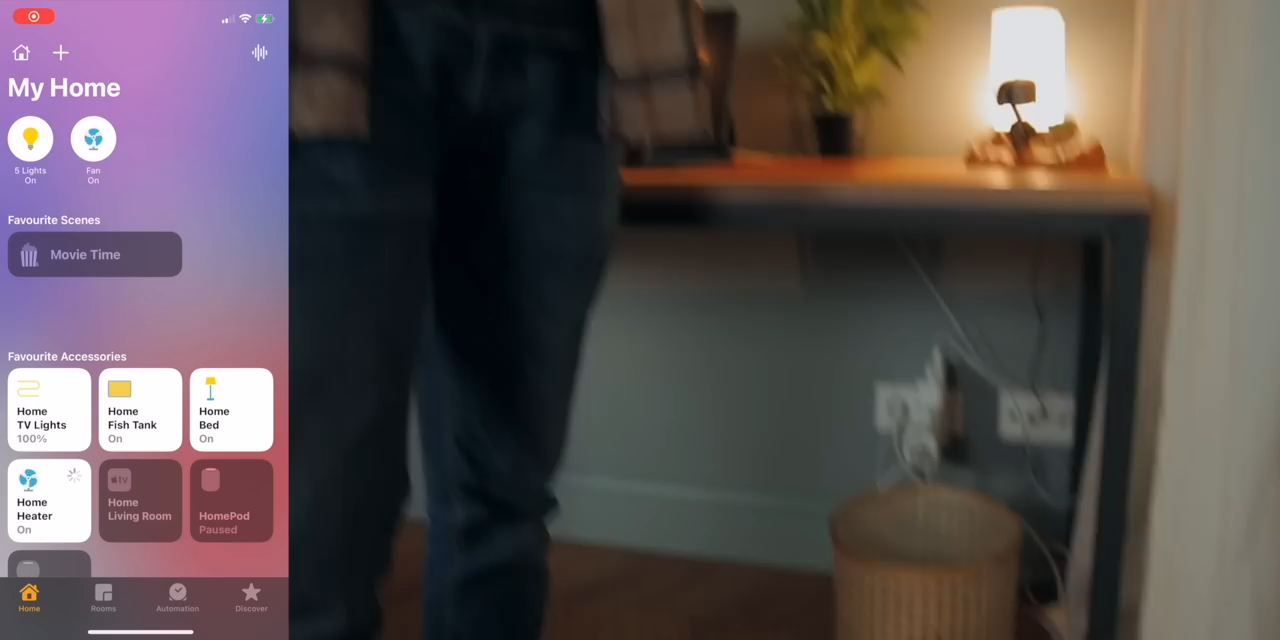 My Home
5 Lights
On
Fan
On
Favourite Scenes
Movie Time
Favourite Accessories
Home
TV Lights
100%
Home
Fish Tank
On
Home
Bed
On
Home
Heater
On
tv
Home
Living Room
HomePod
Paused
Home
Rooms
Automation
Discover